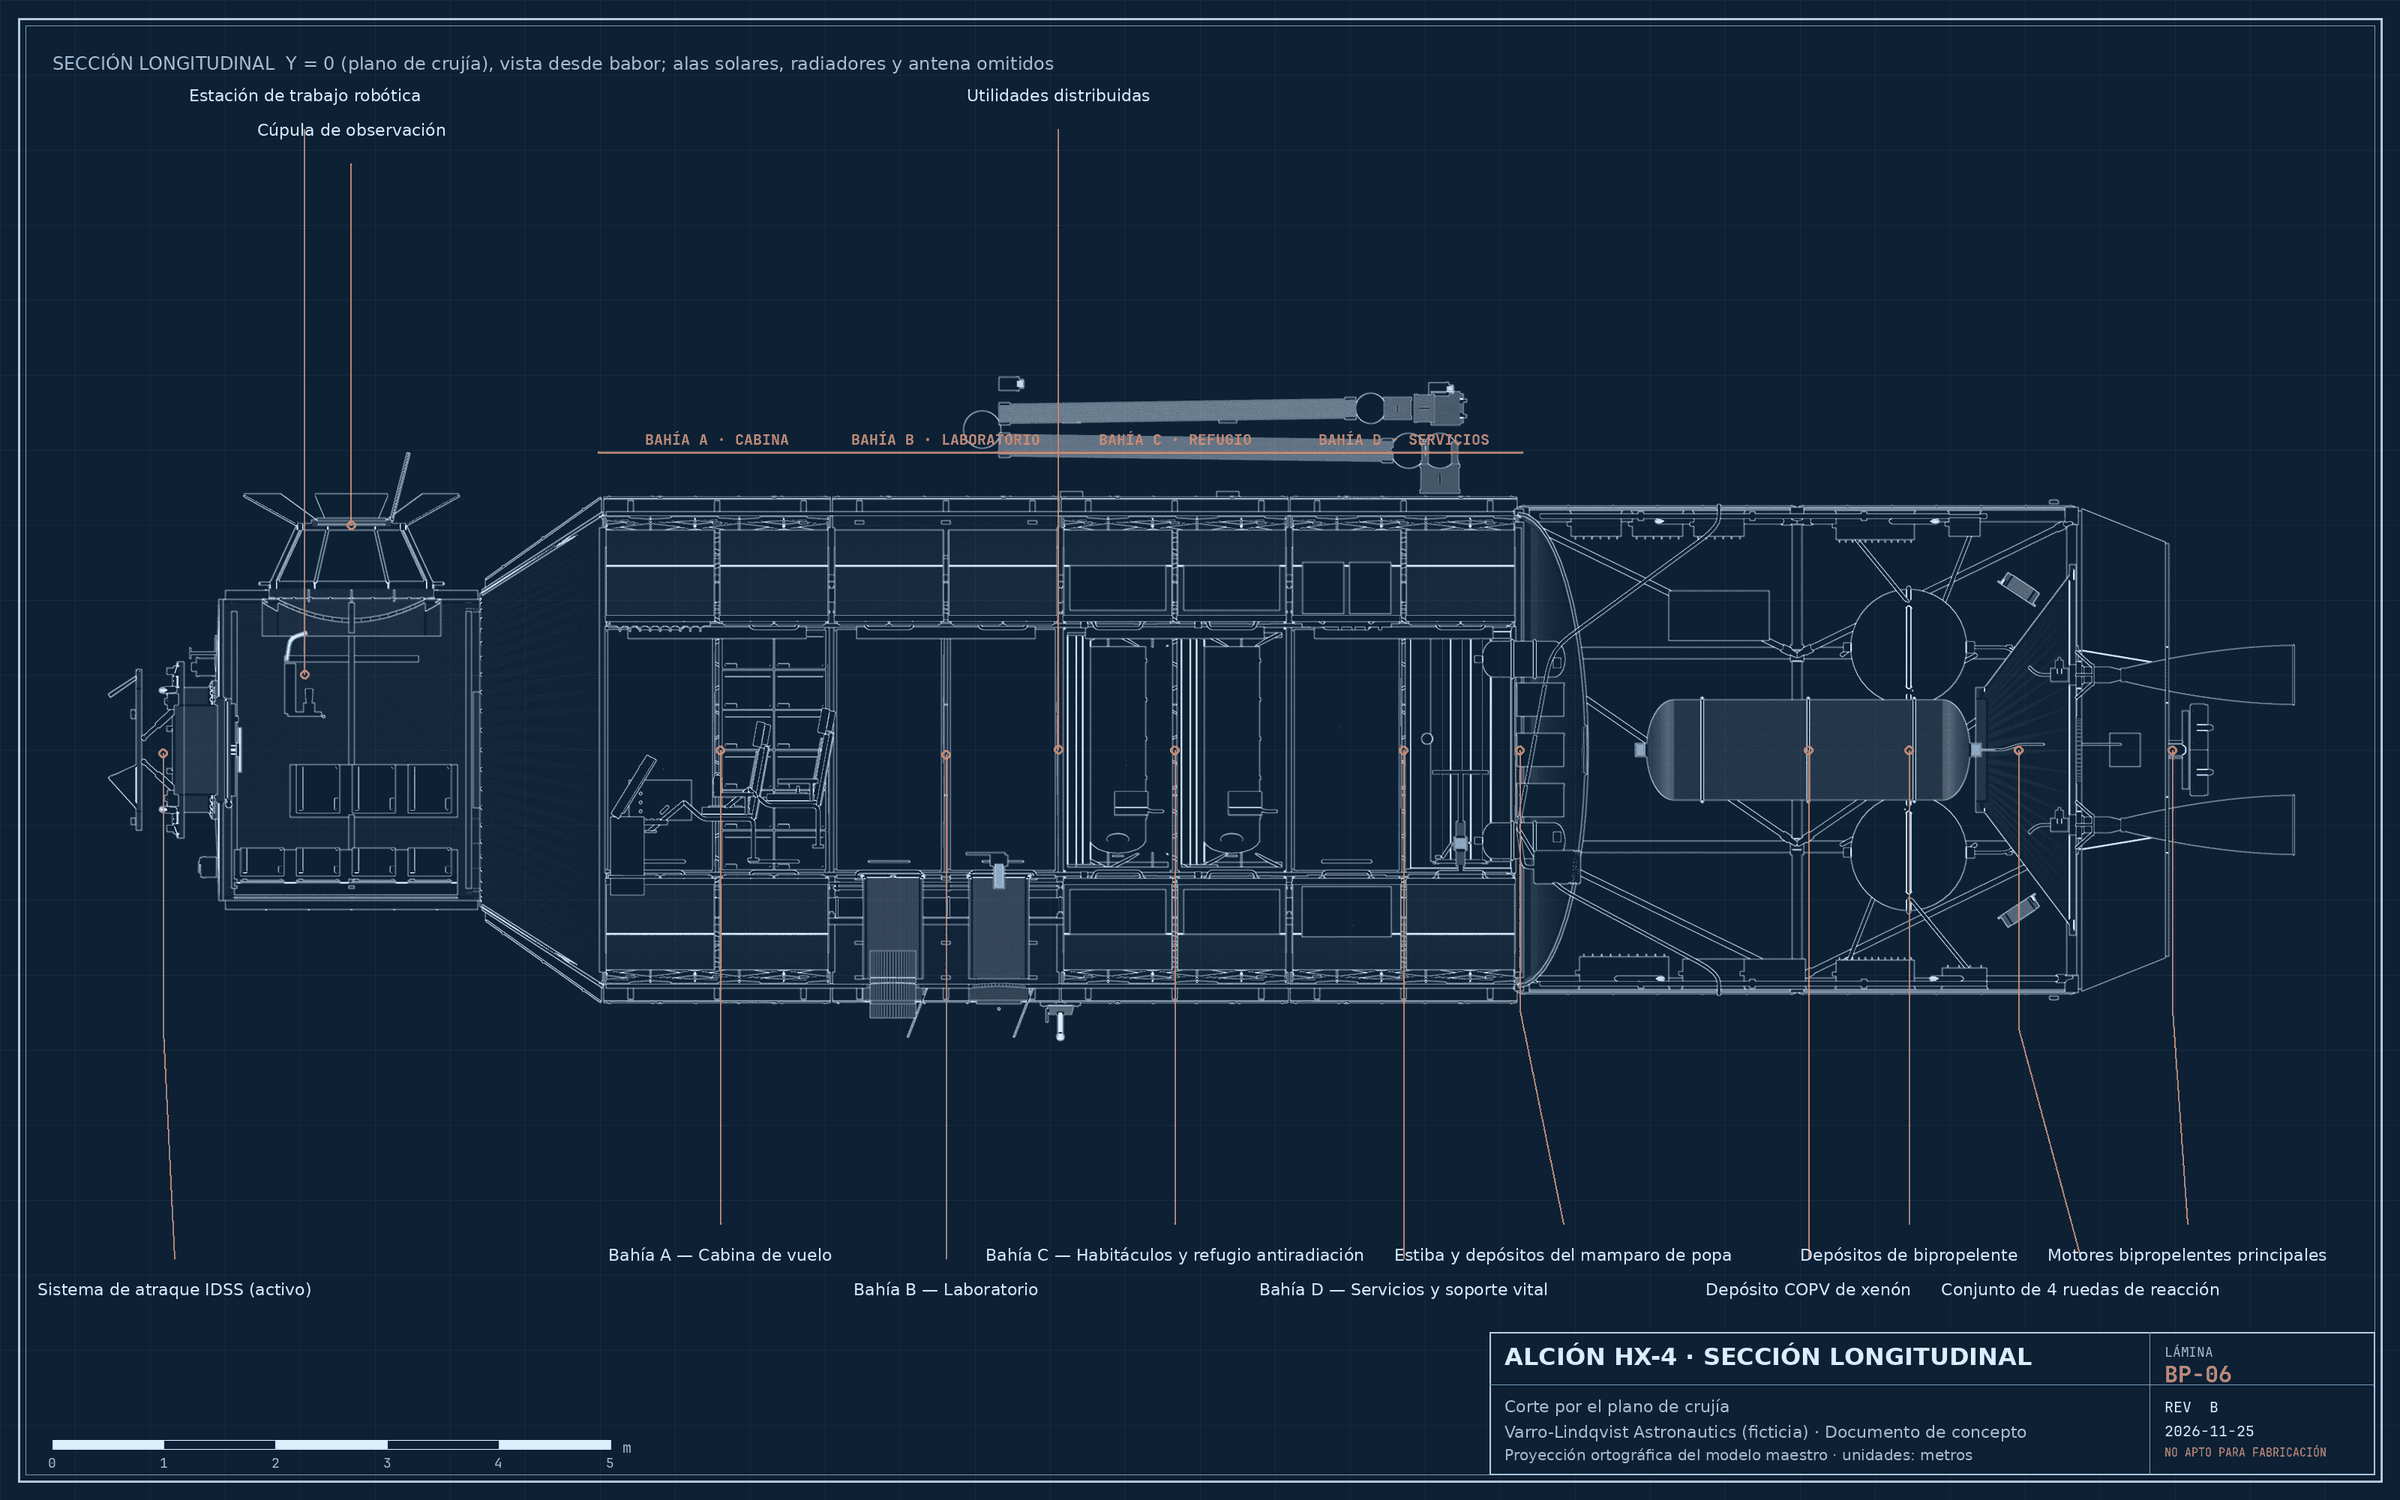 SECCIÓN LONGITUDINAL  Y = 0 (plano de crujía), vista desde babor; alas solares, radiadores y antena omitidos
Estación de trabajo robótica
Utilidades distribuidas
Cúpula de observación
BAHÍA A · CABINA
BAHÍA B · LABORATORIO
BAHÍA C · REFUGIO
BAHÍA D · SERVICIOS
Bahía A — Cabina de vuelo
Bahía C — Habitáculos y refugio antiradiación
Estiba y depósitos del mamparo de popa
Depósitos de bipropelente
Motores bipropelentes principales
Sistema de atraque IDSS (activo)
Bahía B — Laboratorio
Bahía D — Servicios y soporte vital
Depósito COPV de xenón
Conjunto de 4 ruedas de reacción
ALCIÓN HX-4 · SECCIÓN LONGITUDINAL
LÁMINA
BP-06
Corte por el plano de crujía
REV  B
Varro-Lindqvist Astronautics (ficticia) · Documento de concepto
2026-11-25
Proyección ortográfica del modelo maestro · unidades: metros
NO APTO PARA FABRICACIÓN
m
0 1 2 3 4 5